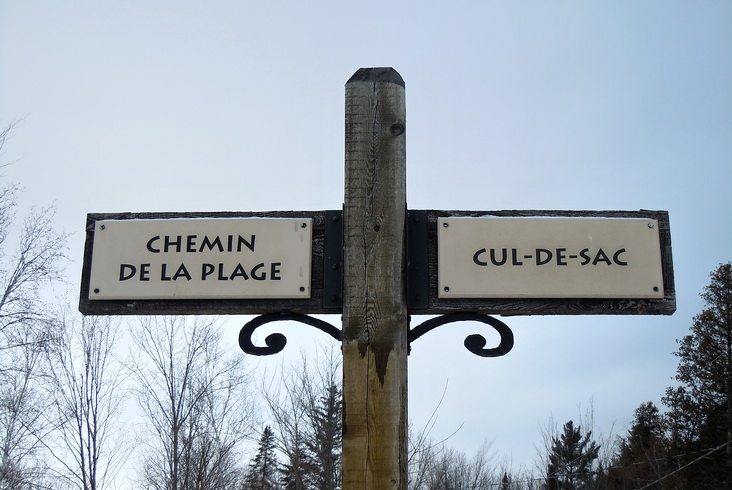 CHEMIN
DE LA PLAGE
CUL-DE-SAC